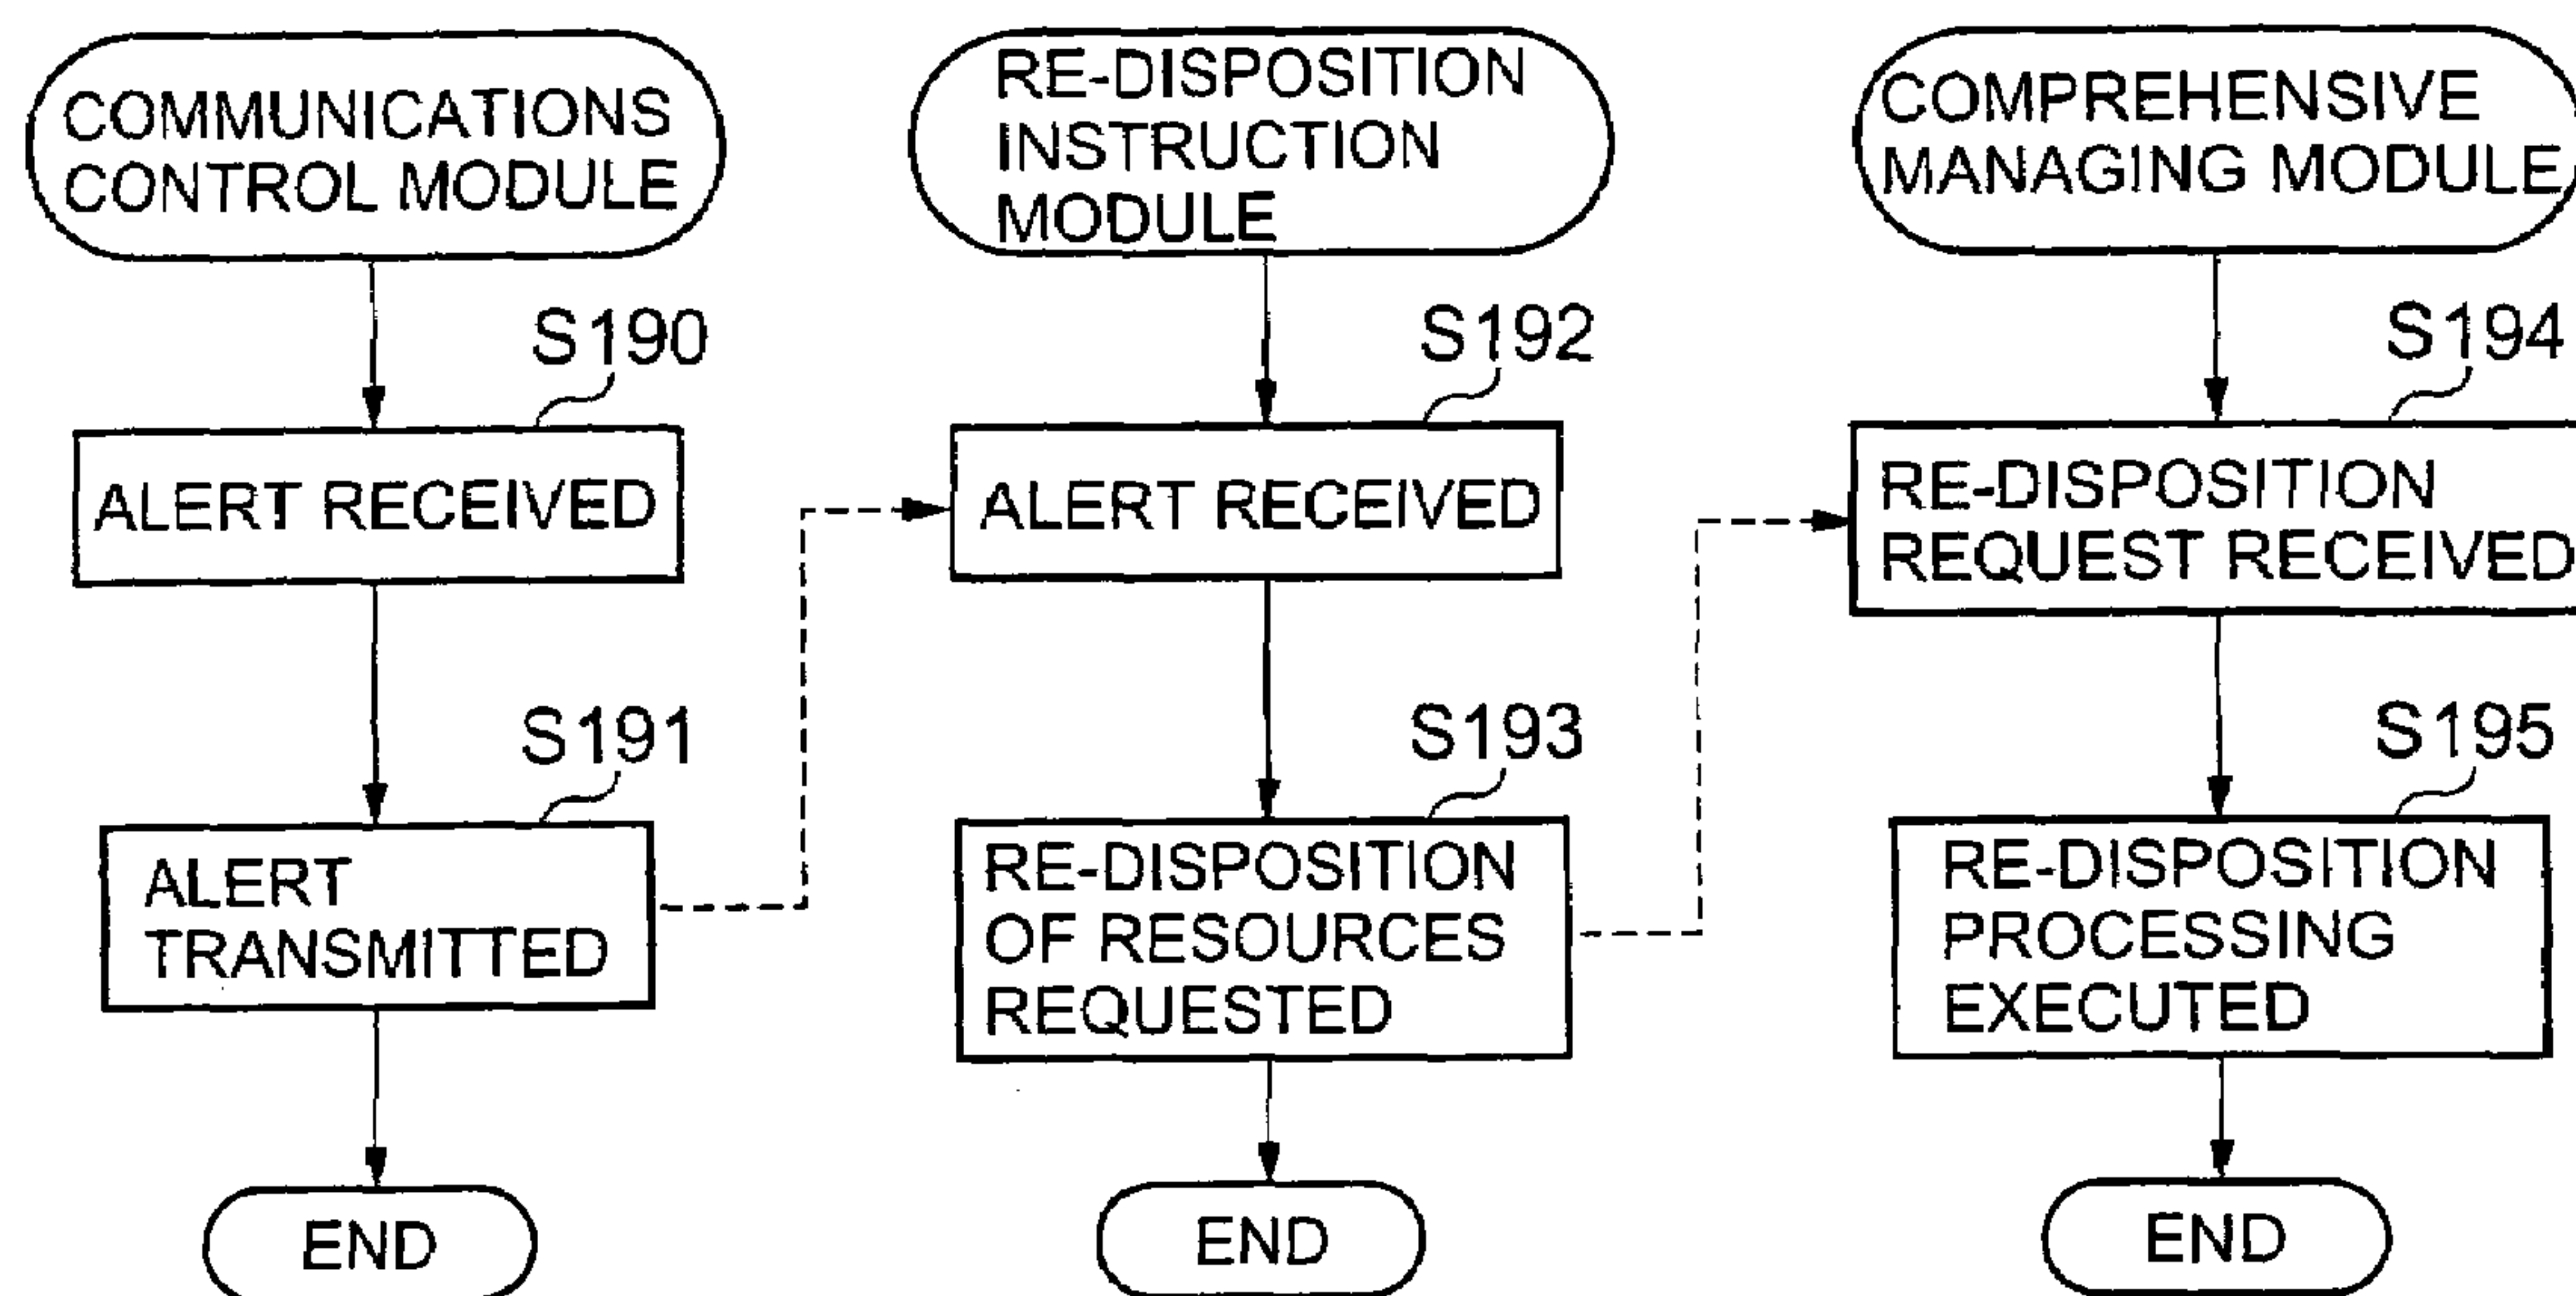 COMMUNICATIONS
CONTROL MODULE
S190
ALERT RECEIVED
S191
ALERT
TRANSMITTED
END
RE-DISPOSITION
INSTRUCTION
MODULE
S192
ALERT RECEIVED
S193
RE-DISPOSITION
OF RESOURCES
REQUESTED
END
COMPREHENSIVE
MANAGING MODULE
S194
RE-DISPOSITION
REQUEST RECEIVED
S195
RE-DISPOSITION
PROCESSING
EXECUTED
END